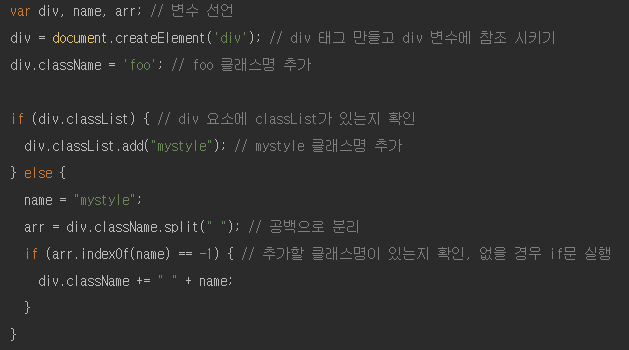 var div, name, arr; // 변수 선언
div = document.createElement('div'); // div 태그 만들고 div 변수에 참조 시키기
div.className = 'foo'; // foo 클래스명 추가
if (div.classList) { // div 요소에 classList가 있는지 확인
div.classList.add("mystyle"); // mystyle 클래스명 추가
} else {
name = "mystyle";
arr = div.className.split(" "); // 공백으로 분리
if (arr.indexOf(name) == -1) { // 추가할 클래스명이 있는지 확인, 없을 경우 if문 실행
div.className += " " + name;
}
}